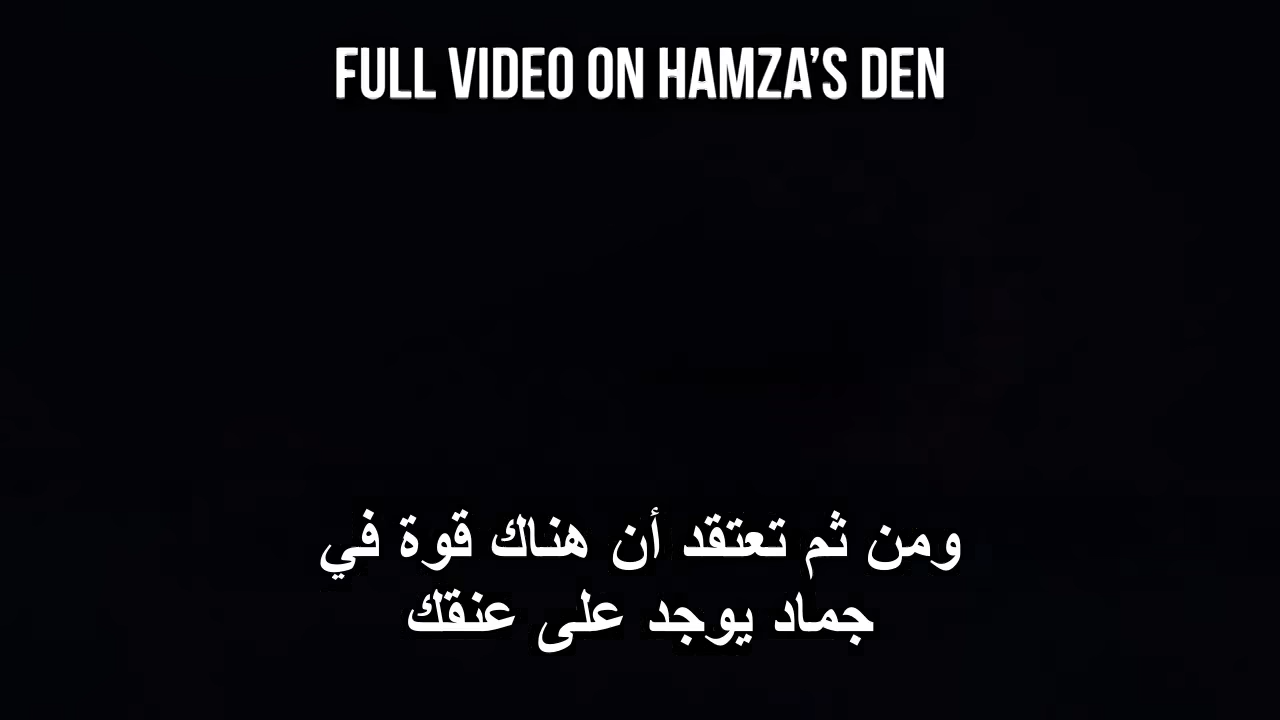 FULL VIDEO ON HAMZA'S DEN
ومن ثم تعتقد أن هناك قوة في
جماد يوجد على عنقك